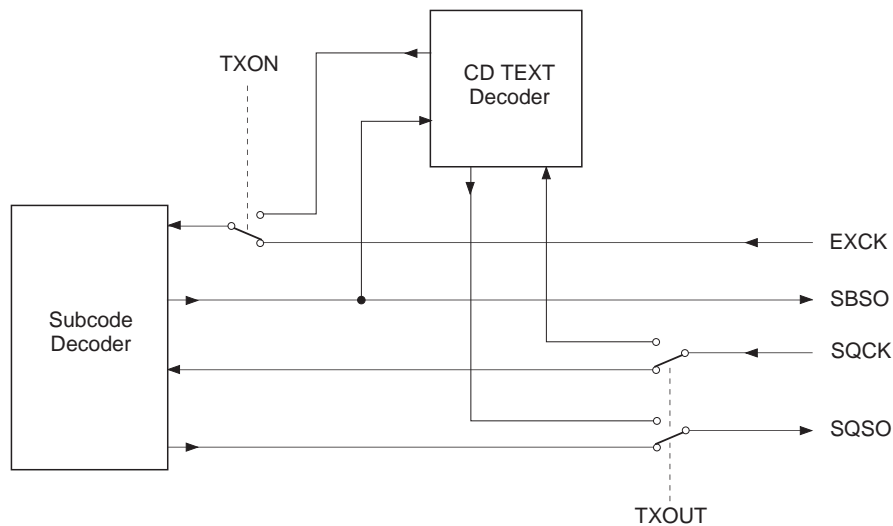 TXON
CD TEXT
Decoder
EXCK
SBSO
Subcode
Decoder
SQCK
SQSO
TXOUT